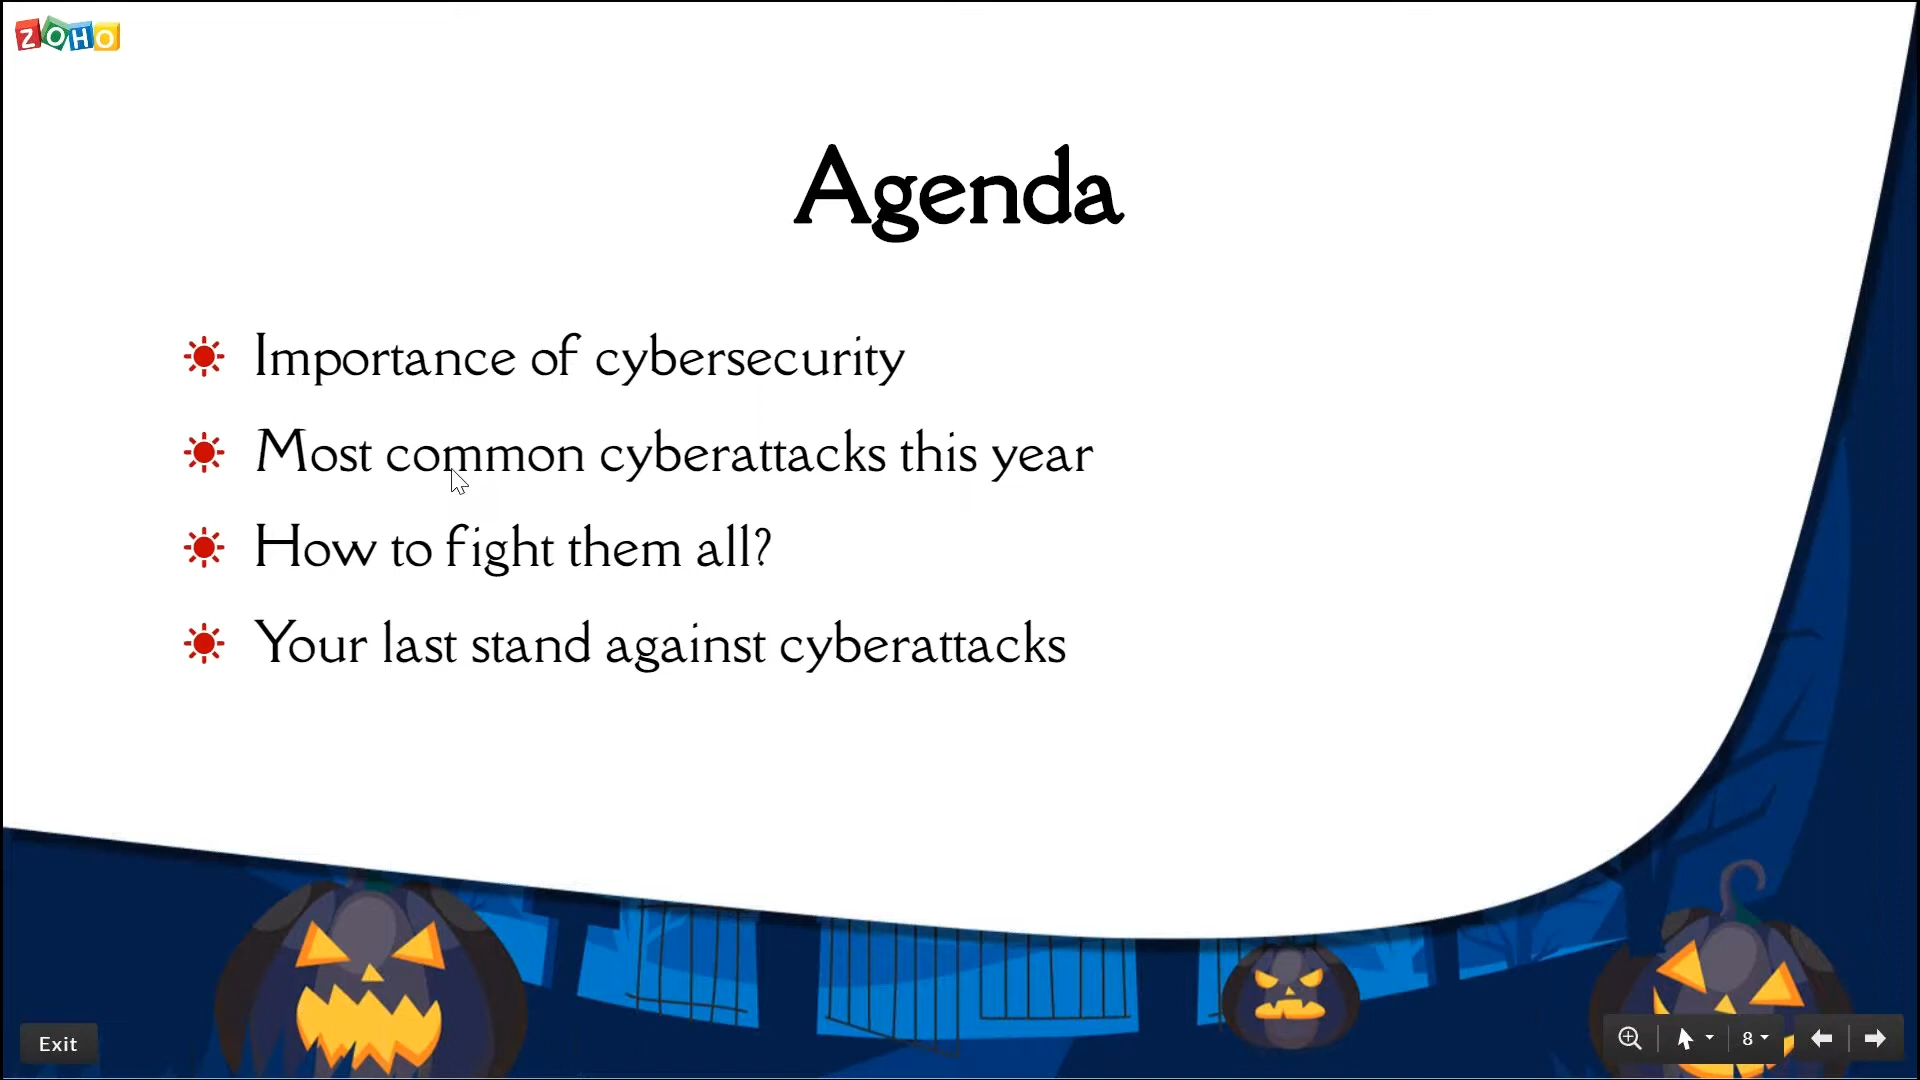 ZOHO
Agenda
Importance of cybersecurity
Most common cyberattacks this year
How to fight them all?
Your last stand against cyberattacks
Exit
8